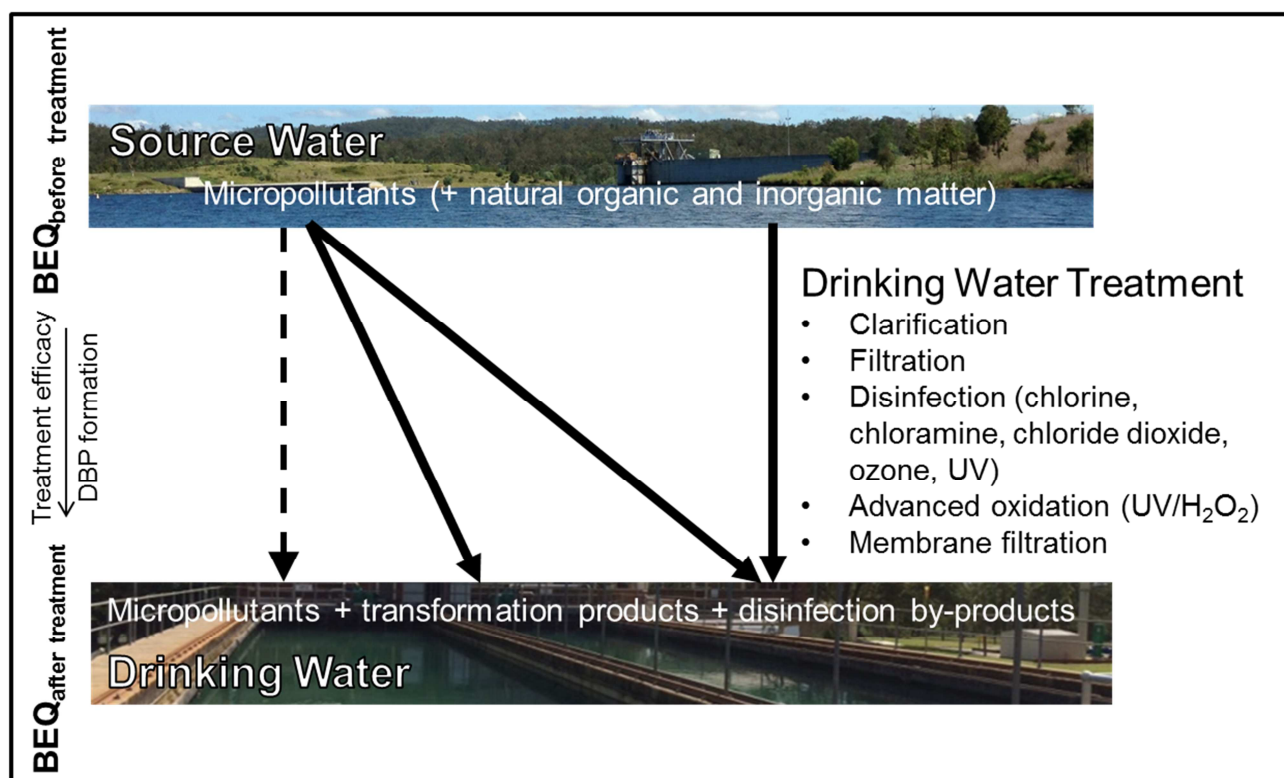 BEQbefore treatment
Source Water
Micropollutants (+ natural organic and inorganic matter)
Treatment efficacy
DBP formation
Drinking Water Treatment
• Clarification
• Filtration
• Disinfection (chlorine,
chloramine, chloride dioxide,
ozone, UV)
• Advanced oxidation (UV/H₂O₂)
• Membrane filtration
BEQafter treatment
Micropollutants + transformation products + disinfection by-products
Drinking Water